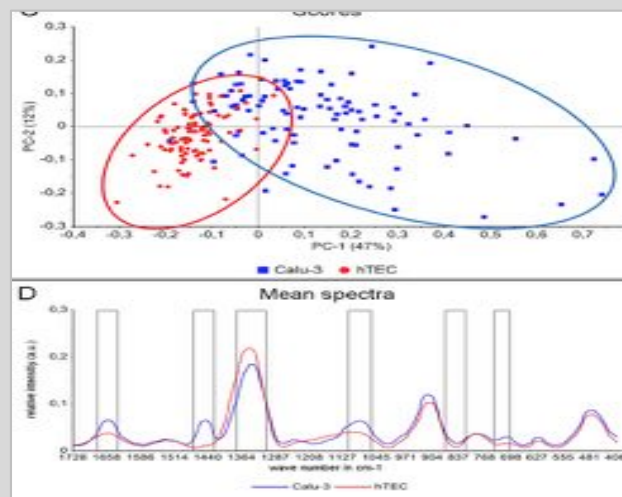 Scores
0,3
0,2
0,1
0
-0,1
-0,2
-0,3
PC-2 (12%)
-0,4 -0,3 -0,2 -0,1 0 0,1 0,2 0,3 0,4 0,5 0,6 0,7
PC-1 (47%)
Calu-3 hTEC
D Mean spectra
0,3
0,2
0,1
0
relative intensity (a.u.)
1728 1658 1586 1514 1440 1364 1287 1208 1127 1045 971 904 837 768 698 627 555 481 406
wave number in cm-1
Calu-3 hTEC